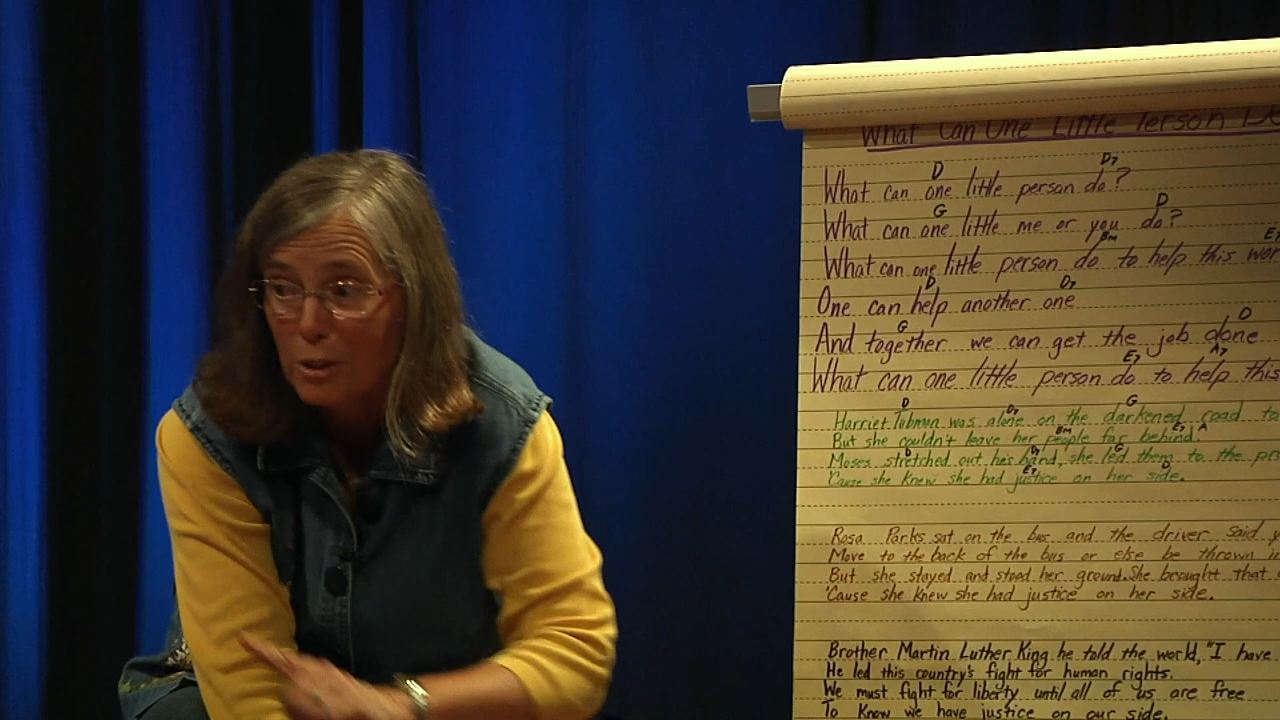 What Can One Little Person
D D7
What can one little person do?
G D
What can one little me or you do?
Bm E7
What can one little person do to help this
D D7
One can help another one
G D
And together we can get the job done
E7 A7
What can one little person do to help this
D D7 G
Harriet Tubman was alone on the darkened road
Bm E7 A
But she couldn't leave her people far behind.
D D7 G
Moses stretched out he's hand, she led them to the
E7 D
'Cause she knew she had justice on her side.
Rosa Parks sat on the bus and the driver said
Move to the back of the bus or else be thrown
But she stayed and stood her ground. She brought that
'Cause she knew she had justice on her side.
Brother Martin Luther King he told the world, "I have
He led this country's fight for human rights.
We must fight for liberty until all of us are free
To know we have justice on our side.